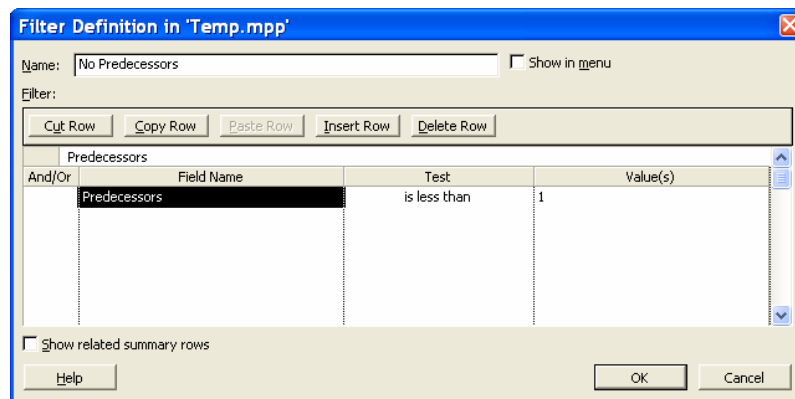 Filter Definition in 'Temp.mpp'
Name: No Predecessors Show in menu
Filter:
Cut Row Copy Row Paste Row Insert Row Delete Row
Predecessors
And/Or Field Name Test Value(s)
Predecessors is less than 1
Show related summary rows
Help OK Cancel